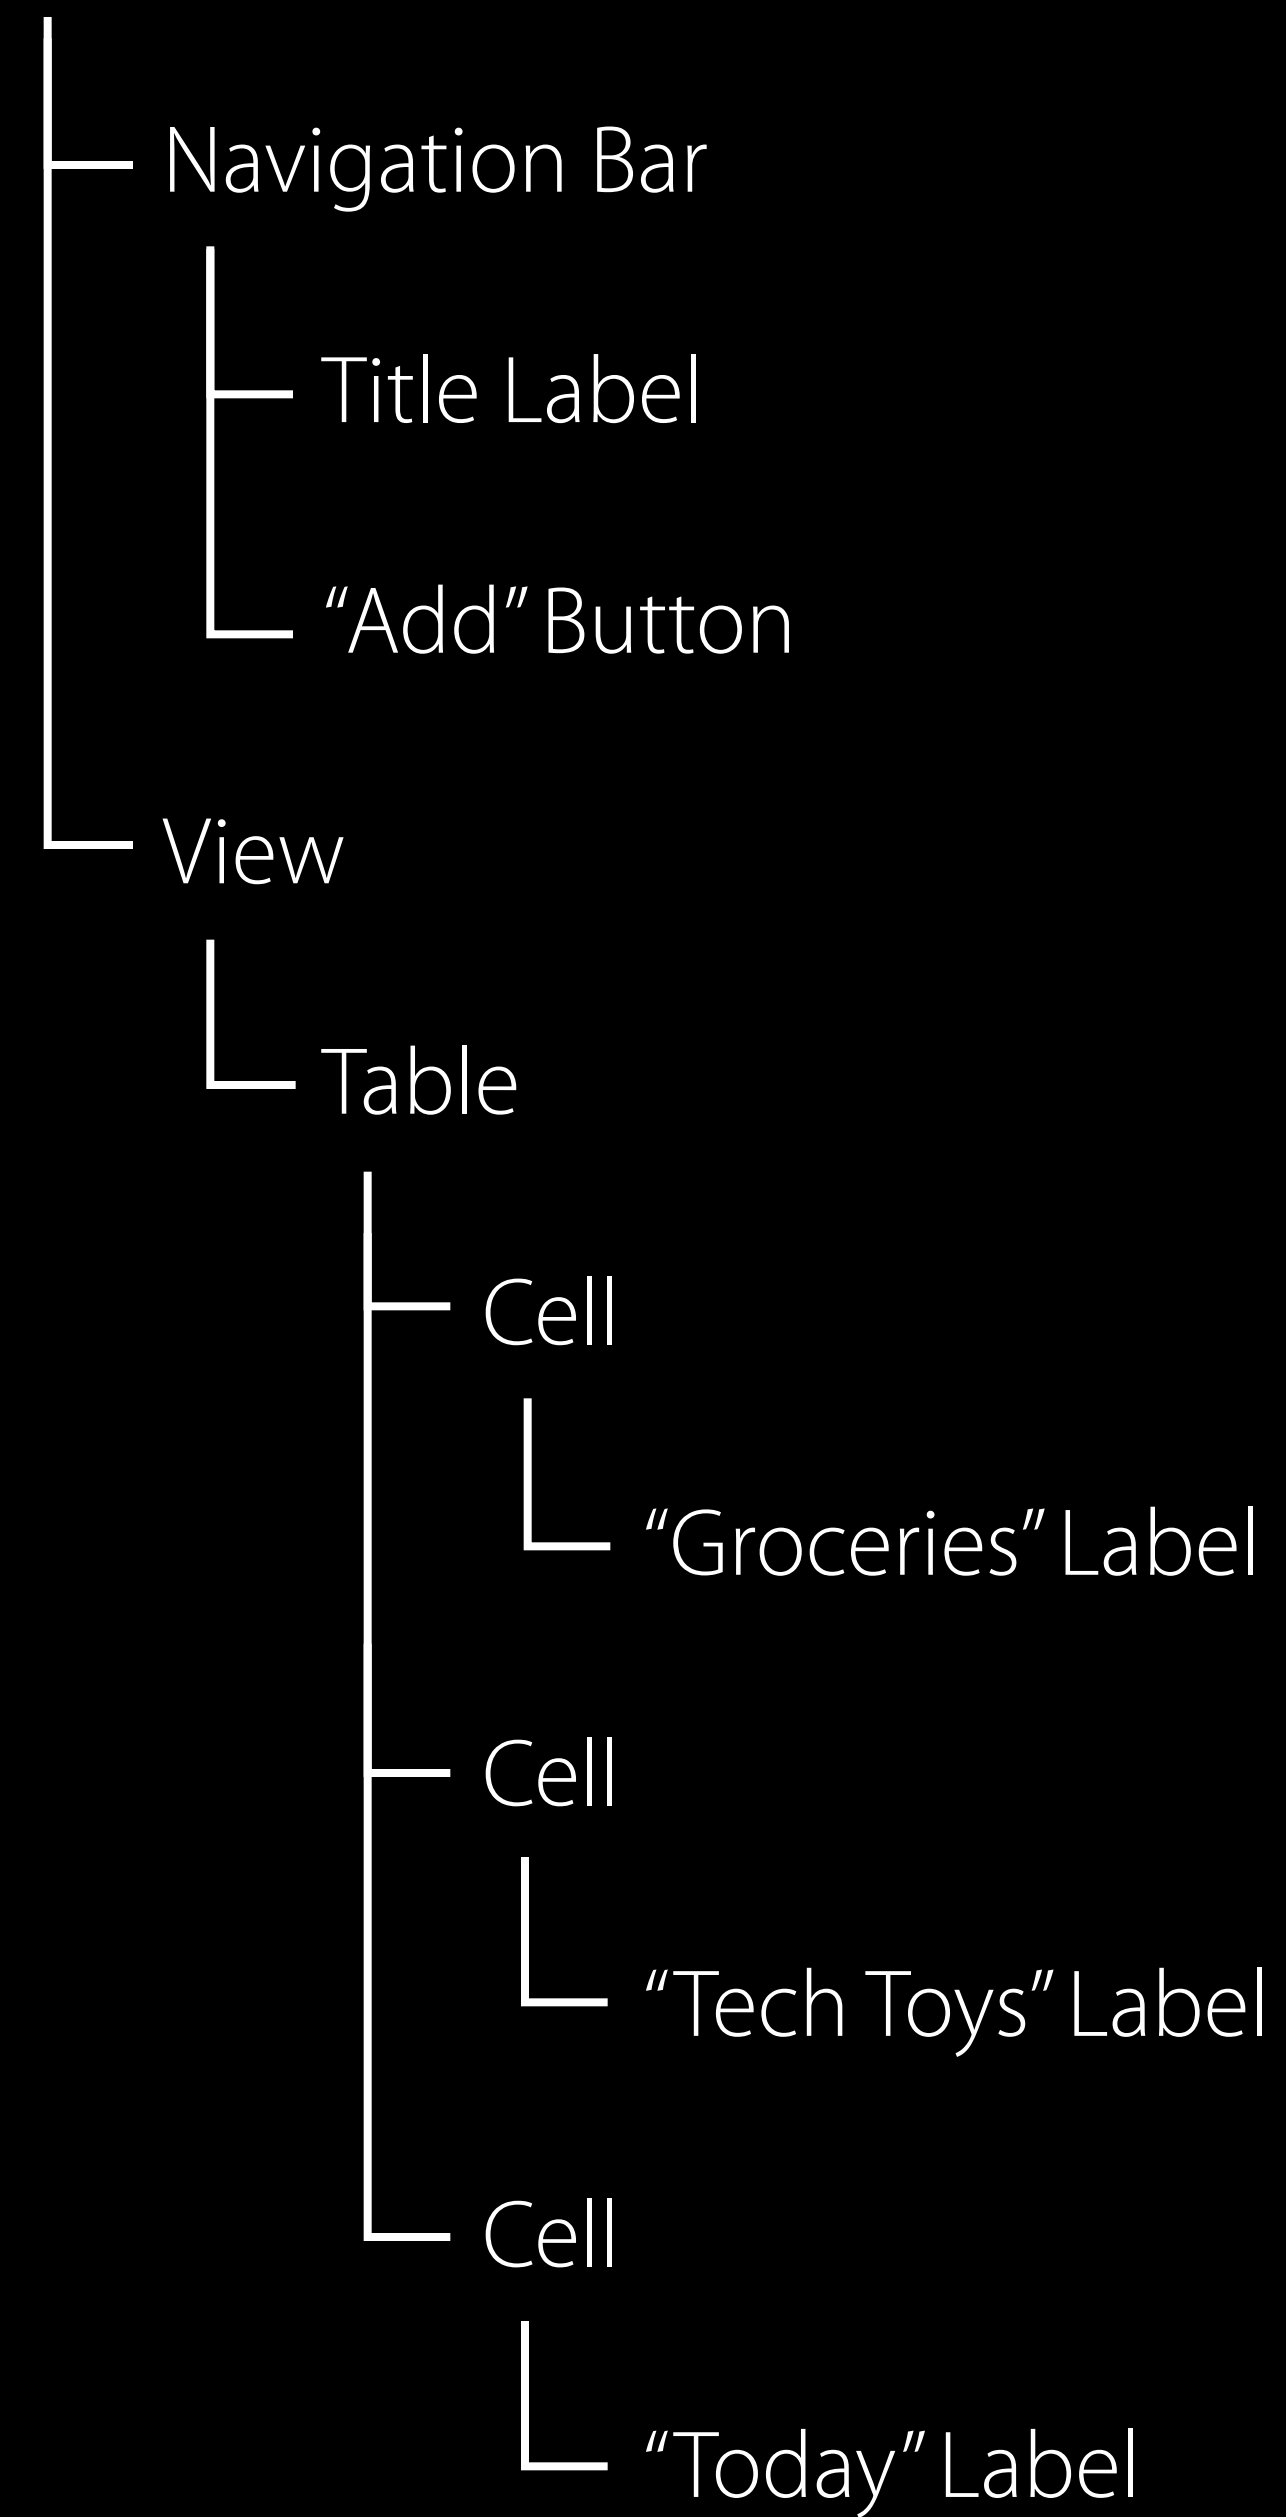 Navigation Bar
Title Label
“Add” Button
View
Table
Cell
“Groceries” Label
Cell
“Tech Toys” Label
Cell
“Today” Label